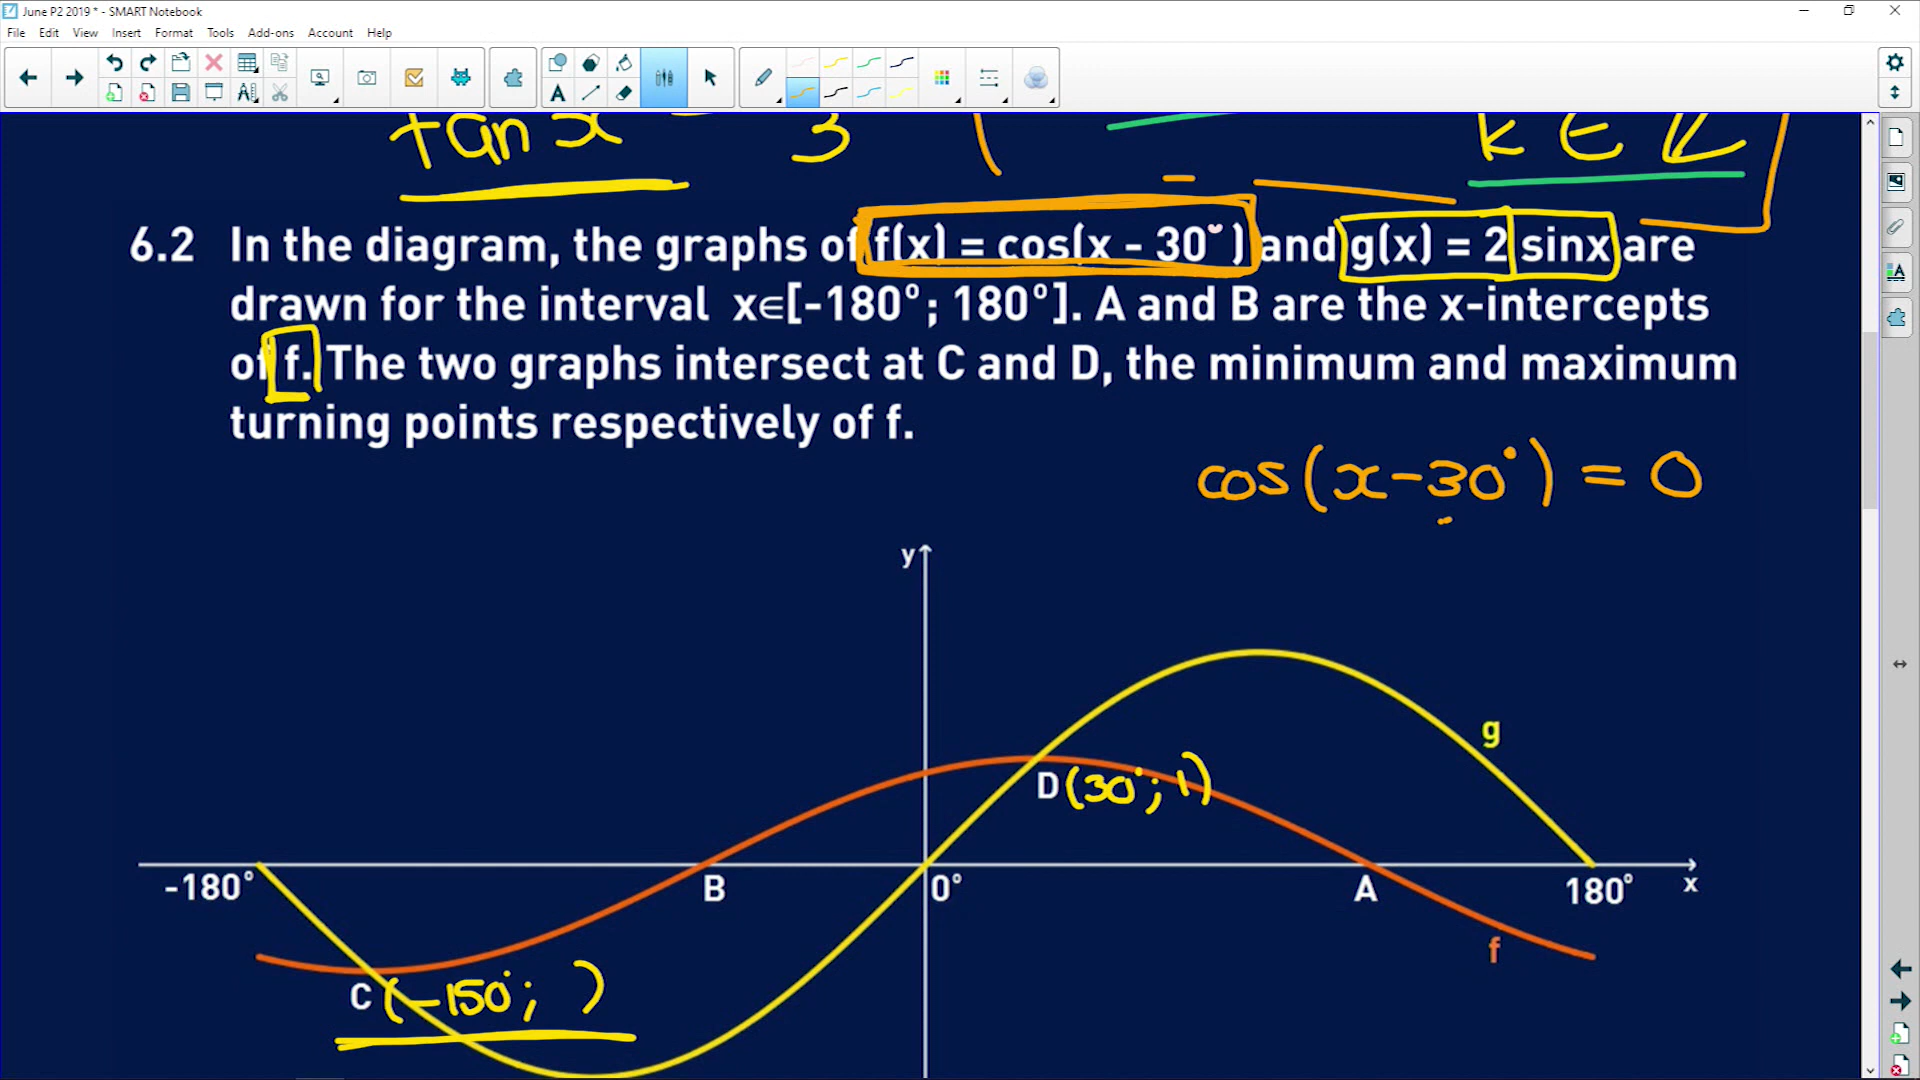 June P2 2019 * - SMART Notebook
File Edit View Insert Format Tools Add-ons Account Help
tan x = 3
k ∈ Z
6.2 In the diagram, the graphs of f(x) = cos(x - 30°) and g(x) = 2 sinx are
drawn for the interval x∈[-180°; 180°]. A and B are the x-intercepts
of f. The two graphs intersect at C and D, the minimum and maximum
turning points respectively of f.
cos(x-30°) = 0
y
g
D(30°;1)
-180°
B
0°
A
180°
x
f
C(-150°; )